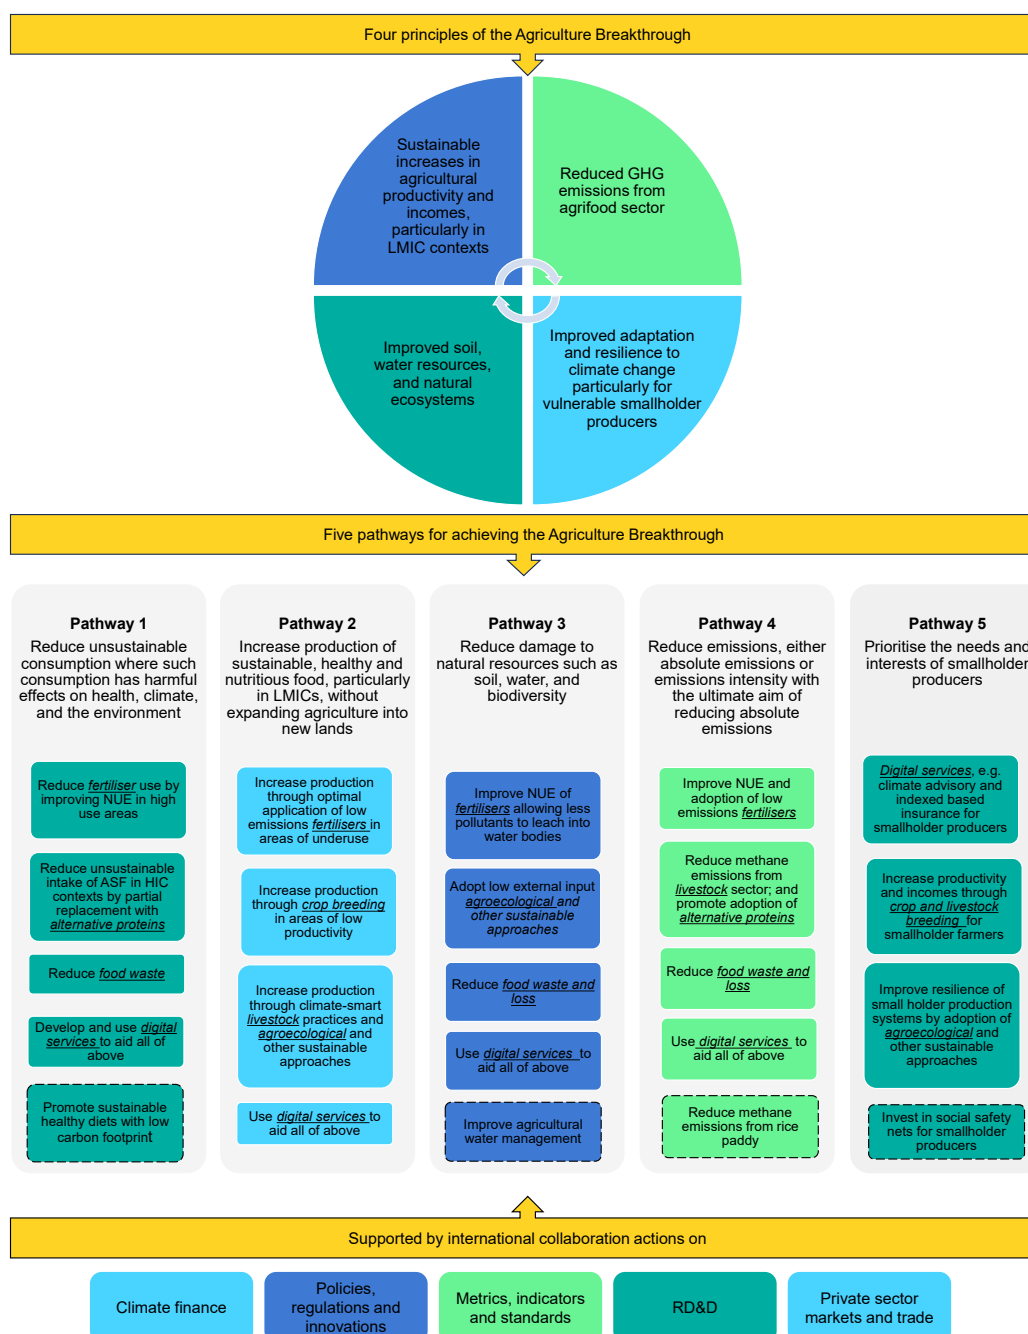 Four principles of the Agriculture Breakthrough
Sustainable
increases in
agricultural
productivity and
incomes,
particularly in
LMIC contexts
Reduced GHG
emissions from
agrifood sector
Improved soil,
water resources,
and natural
ecosystems
Improved adaptation
and resilience to
climate change
particularly for
vulnerable smallholder
producers
Five pathways for achieving the Agriculture Breakthrough
Pathway 1
Reduce unsustainable
consumption where such
consumption has harmful
effects on health, climate,
and the environment
Reduce fertiliser use by
improving NUE in high
use areas
Reduce unsustainable
intake of ASF in HIC
contexts by partial
replacement with
alternative proteins
Reduce food waste
Develop and use digital
services to aid all of
above
Promote sustainable
healthy diets with low
carbon footprint
Pathway 2
Increase production of
sustainable, healthy and
nutritious food, particularly
in LMICs, without
expanding agriculture into
new lands
Increase production
through optimal
application of low
emissions fertilisers in
areas of underuse
Increase production
through crop breeding
in areas of low
productivity
Increase production
through climate-smart
livestock practices and
agroecological and
other sustainable
approaches
Use digital services to
aid all of above
Pathway 3
Reduce damage to
natural resources such as
soil, water, and
biodiversity
Improve NUE of
fertilisers allowing less
pollutants to leach into
water bodies
Adopt low external input
agroecological and
other sustainable
approaches
Reduce food waste and
loss
Use digital services to
aid all of above
Improve agricultural
water management
Pathway 4
Reduce emissions, either
absolute emissions or
emissions intensity with
the ultimate aim of
reducing absolute
emissions
Improve NUE and
adoption of low
emissions fertilisers
Reduce methane
emissions from
livestock sector; and
promote adoption of
alternative proteins
Reduce food waste and
loss
Use digital services to
aid all of above
Reduce methane
emissions from rice
paddy
Pathway 5
Prioritise the needs and
interests of smallholder
producers
Digital services, e.g.
climate advisory and
indexed based
insurance for
smallholder producers
Increase productivity
and incomes through
crop and livestock
breeding for
smallholder farmers
Improve resilience of
small holder production
systems by adoption of
agroecological and
other sustainable
approaches
Invest in social safety
nets for smallholder
producers
Supported by international collaboration actions on
Climate finance
Policies,
regulations and
innovations
Metrics, indicators
and standards
RD&D
Private sector
markets and trade